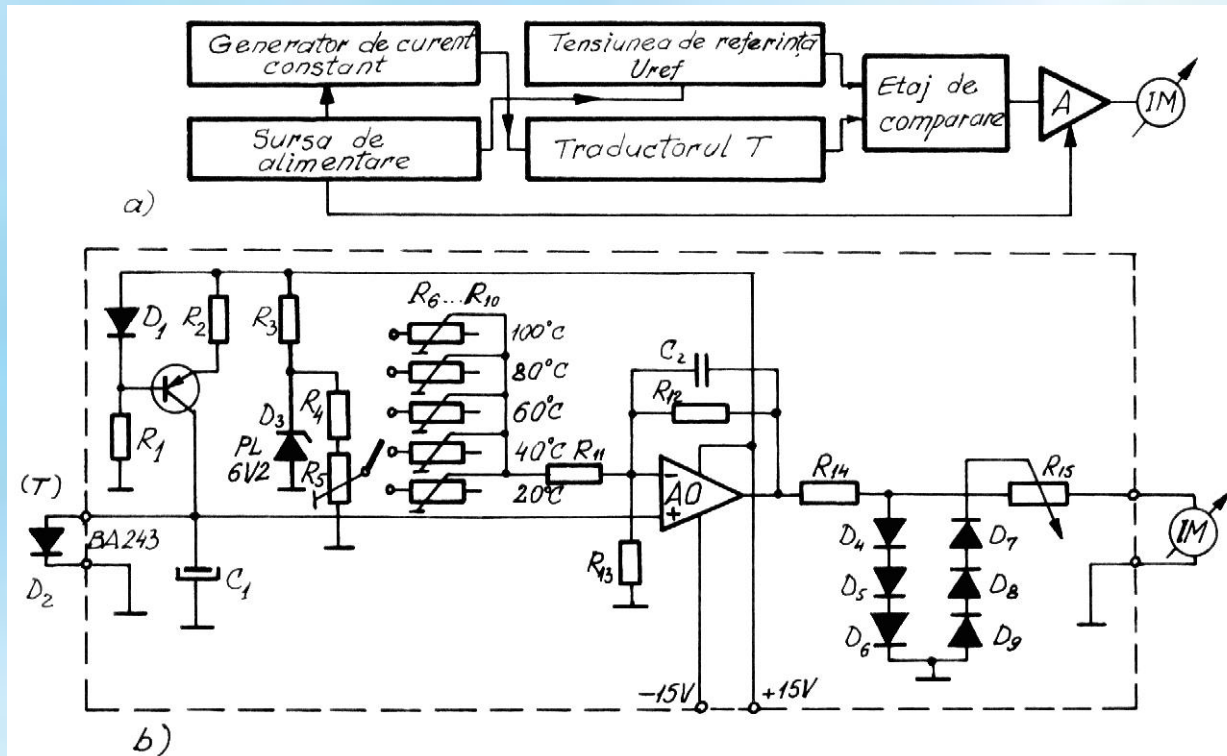 Generator de curent
constant
Tensiunea de referință
Uref
Sursa de
alimentare
Traductorul T
Etaj de
comparare
A
IM
a)
D1
R2
R3
R6...R10
100°C
80°C
60°C
40°C
20°C
C2
R12
R11
R1
D3
PL
6V2
R4
R5
AO
-
+
R14
R15
IM
(T)
BA243
D2
C1
R13
D4
D5
D6
D7
D8
D9
-15V
+15V
b)